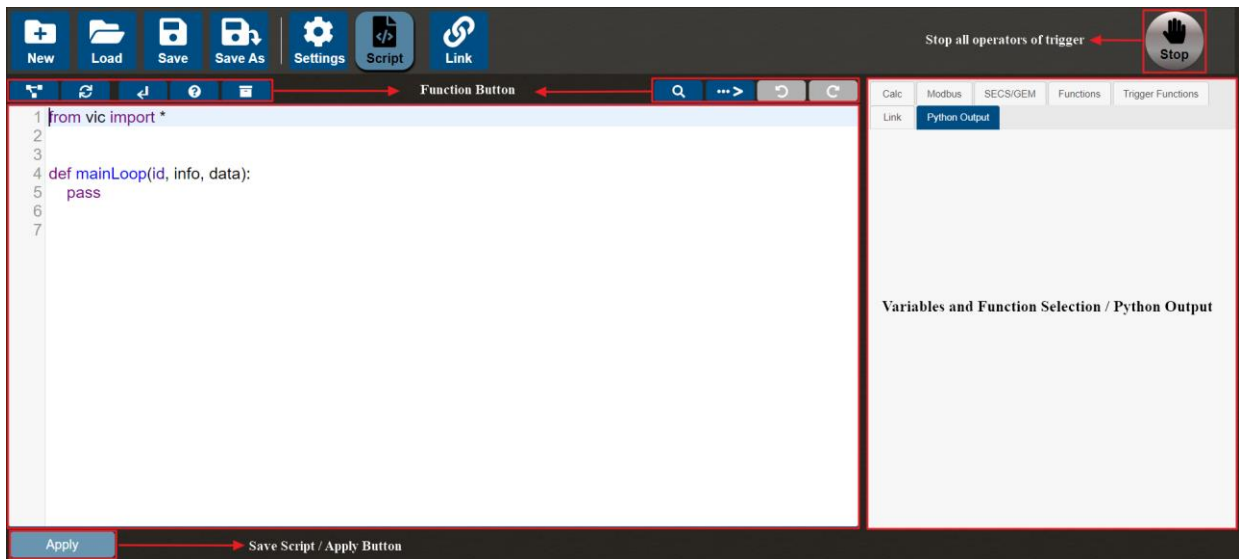 New Load Save Save As Settings Script Link
Stop all operators of trigger
Stop
Function Button
Calc Modbus SECS/GEM Functions Trigger Functions
Link Python Output
1 from vic import *
2
3
4 def mainLoop(id, info, data):
5 pass
6
7
Variables and Function Selection / Python Output
Apply
Save Script / Apply Button